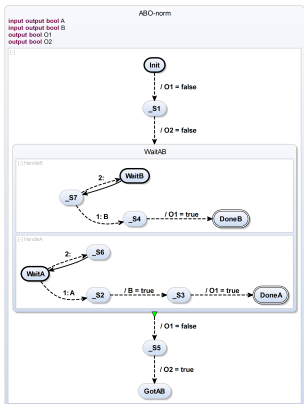 ABO-norm
input output bool A
input output bool B
output bool O1
output bool O2
[-]
Init
/ O1 = false
_S1
/ O2 = false
WaitAB
[-] HandleB
2:
WaitB
_S7
1: B
_S4
/ O1 = true
DoneB
[-] HandleA
2:
_S6
WaitA
1: A
_S2
/ B = true
_S3
/ O1 = true
DoneA
/ O1 = false
_S5
/ O2 = true
GotAB